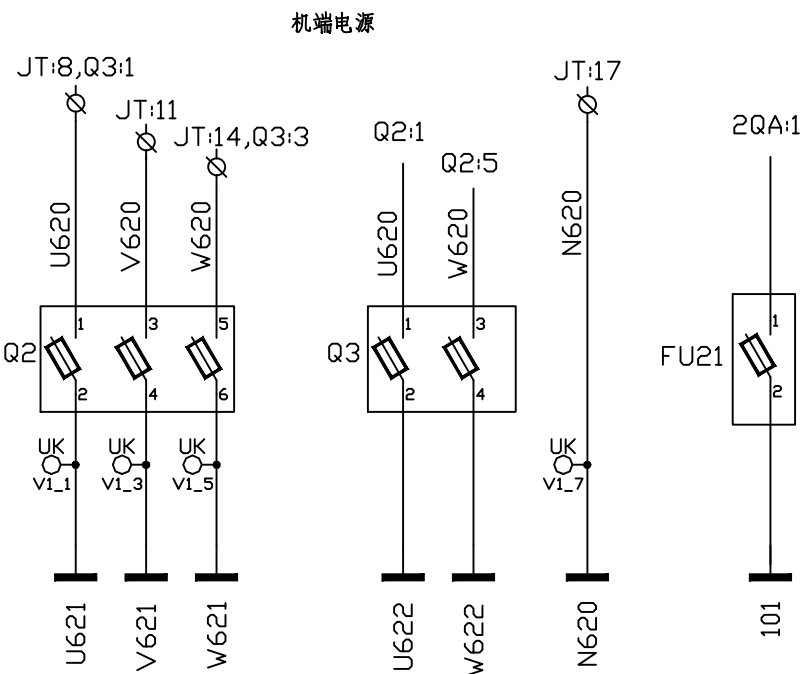 机端电源
JT:8,Q3:1
JT:11
JT:14,Q3:3
Q2:1
Q2:5
JT:17
2QA:1
U620
V620
W620
U620
W620
N620
Q2
1
3
5
2
4
6
Q3
1
3
2
4
FU21
1
2
UK
V1_1
UK
V1_3
UK
V1_5
UK
V1_7
U621
V621
W621
U622
W622
N620
101